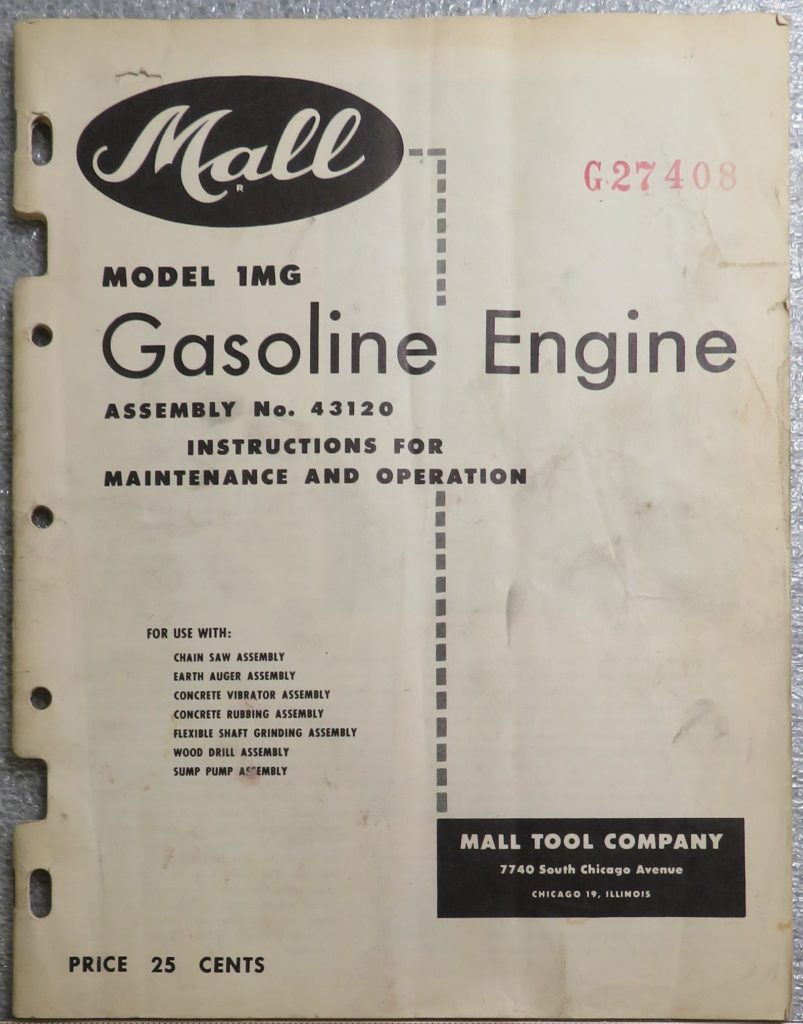 Mall
R
G27408
MODEL 1MG
Gasoline Engine
ASSEMBLY No. 43120
INSTRUCTIONS FOR
MAINTENANCE AND OPERATION
FOR USE WITH:
CHAIN SAW ASSEMBLY
EARTH AUGER ASSEMBLY
CONCRETE VIBRATOR ASSEMBLY
CONCRETE RUBBING ASSEMBLY
FLEXIBLE SHAFT GRINDING ASSEMBLY
WOOD DRILL ASSEMBLY
SUMP PUMP ASSEMBLY
MALL TOOL COMPANY
7740 South Chicago Avenue
CHICAGO 19, ILLINOIS
PRICE 25 CENTS